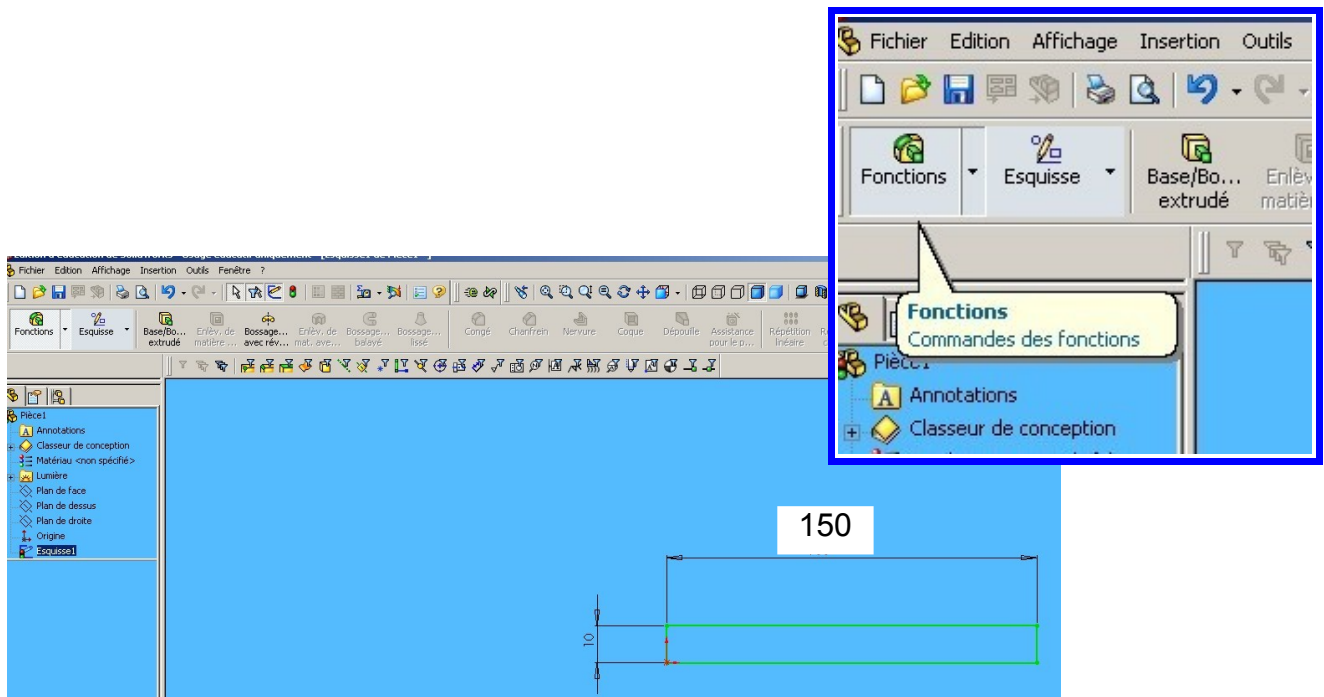 Fichier Edition Affichage Insertion Outils
Fonctions Esquisse Base/Bo... Enlèv
extrudé matièr
Fonctions
Commandes des fonctions
Pièce1
Annotations
Classeur de conception
Fichier Edition Affichage Insertion Outils Fenêtre ?
Fonctions Esquisse Base/Bo... Enlèv. de Bossage... Enlèv. de Bossage... Bossage... Congé Chanfrein Nervure Coque Dépouille Assistance Répétition
extrudé matière ... avec rév... mat. ave... balayé lissé pour le p... linéaire
Pièce1
Annotations
Classeur de conception
Matériau <non spécifié>
Lumière
Plan de face
Plan de dessus
Plan de droite
Origine
Esquisse1
150
10